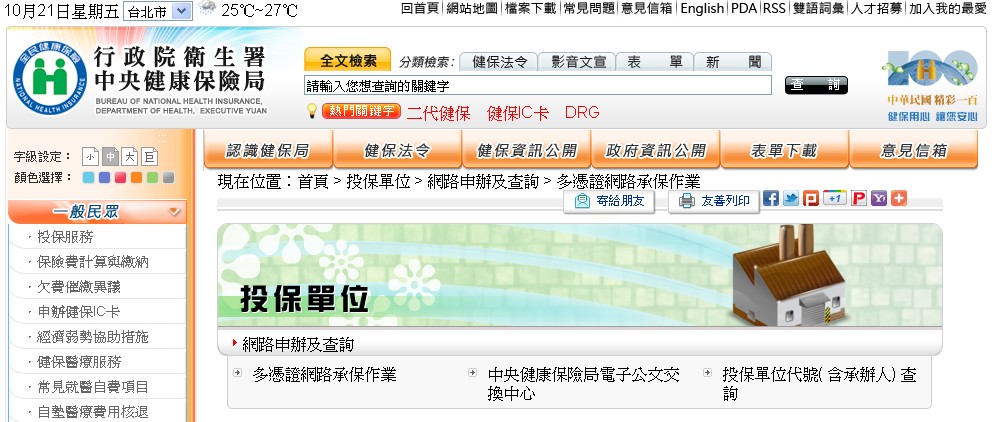 10月21日星期五 台北市 25℃~27℃ 回首頁 | 網站地圖 | 檔案下載 | 常見問題 | 意見信箱 | English | PDA | RSS | 雙語詞彙 | 人才招募 | 加入我的最愛
全民健康保險
NATIONAL HEALTH INSURANCE
行政院衛生署
中央健康保險局
BUREAU OF NATIONAL HEALTH INSURANCE,
DEPARTMENT OF HEALTH, EXECUTIVE YUAN
全文檢索 分類檢索: 健保法令 影音文宣 表 單 新 聞
請輸入您想查詢的關鍵字 查 詢
熱門關鍵字 二代健保 健保IC卡 DRG
100
中華民國 精彩一百
健保用心 讓您安心
字級設定： 小 中 大 巨
顏色選擇：
認識健保局 健保法令 健保資訊公開 政府資訊公開 表單下載 意見信箱
現在位置：首頁 > 投保單位 > 網路申辦及查詢 > 多憑證網路承保作業
寄給朋友 友善列印 +1
一般民眾
· 投保服務
· 保險費計算與繳納
· 欠費催繳異議
· 申辦健保IC卡
· 經濟弱勢協助措施
· 健保醫療服務
· 常見就醫自費項目
· 自墊醫療費用核退
投保單位
網路申辦及查詢
多憑證網路承保作業
中央健康保險局電子公文交
換中心
投保單位代號( 含承辦人) 查
詢